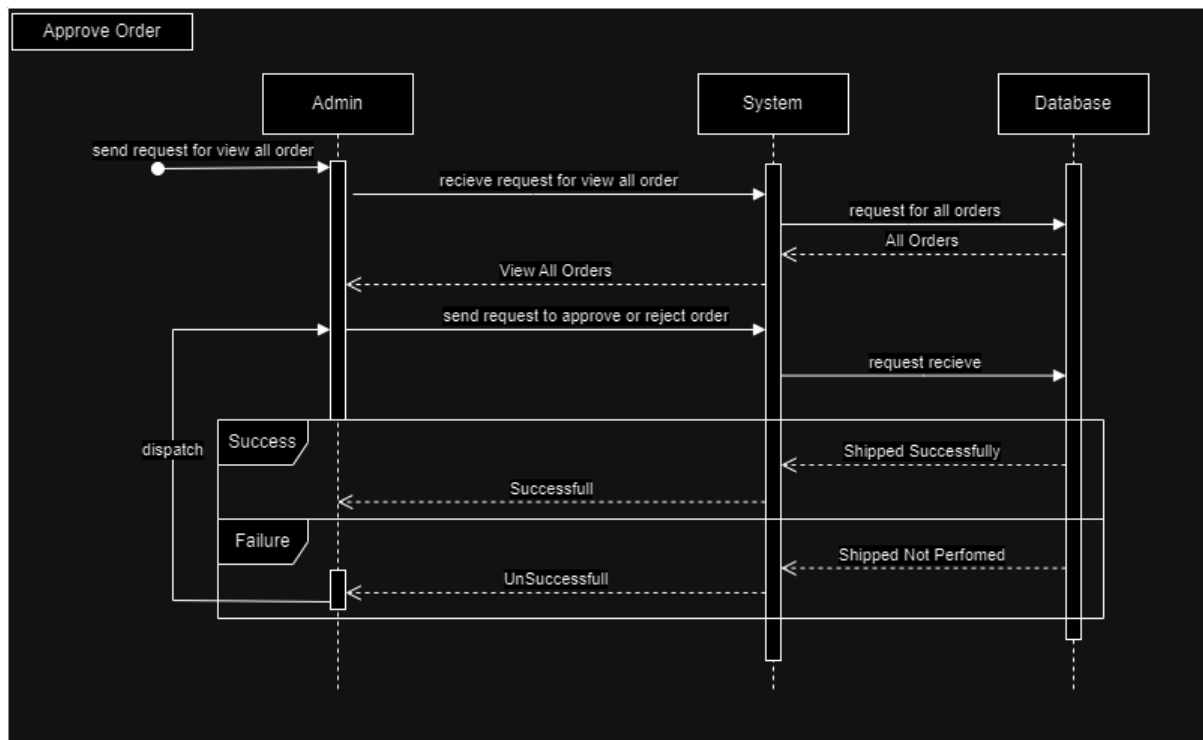 Approve Order
Admin
System
Database
send request for view all order
recieve request for view all order
request for all orders
All Orders
View All Orders
send request to approve or reject order
request recieve
Success
dispatch
Shipped Successfully
Successfull
Failure
Shipped Not Perfomed
UnSuccessfull